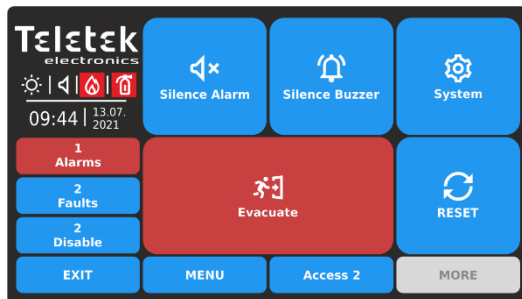 Teletek
electronics
09:44
13.07.
2021
1
Alarms
2
Faults
2
Disable
EXIT
Silence Alarm
Silence Buzzer
System
Evacuate
RESET
MENU
Access 2
MORE